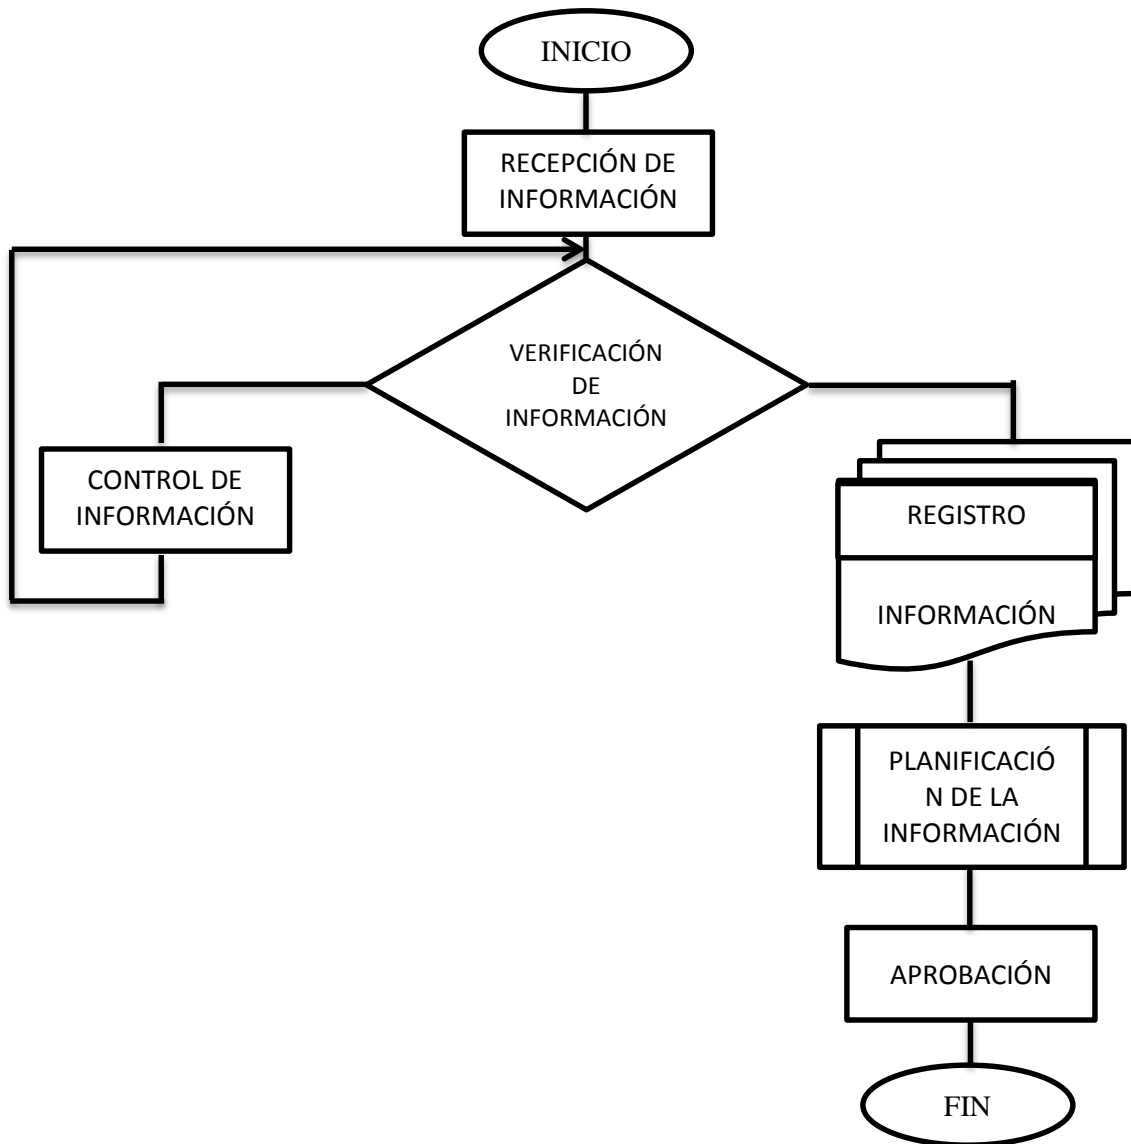 INICIO
RECEPCIÓN DE
INFORMACIÓN
VERIFICACIÓN
DE
INFORMACIÓN
CONTROL DE
INFORMACIÓN
REGISTRO
INFORMACIÓN
PLANIFICACIÓ
N DE LA
INFORMACIÓN
APROBACIÓN
FIN